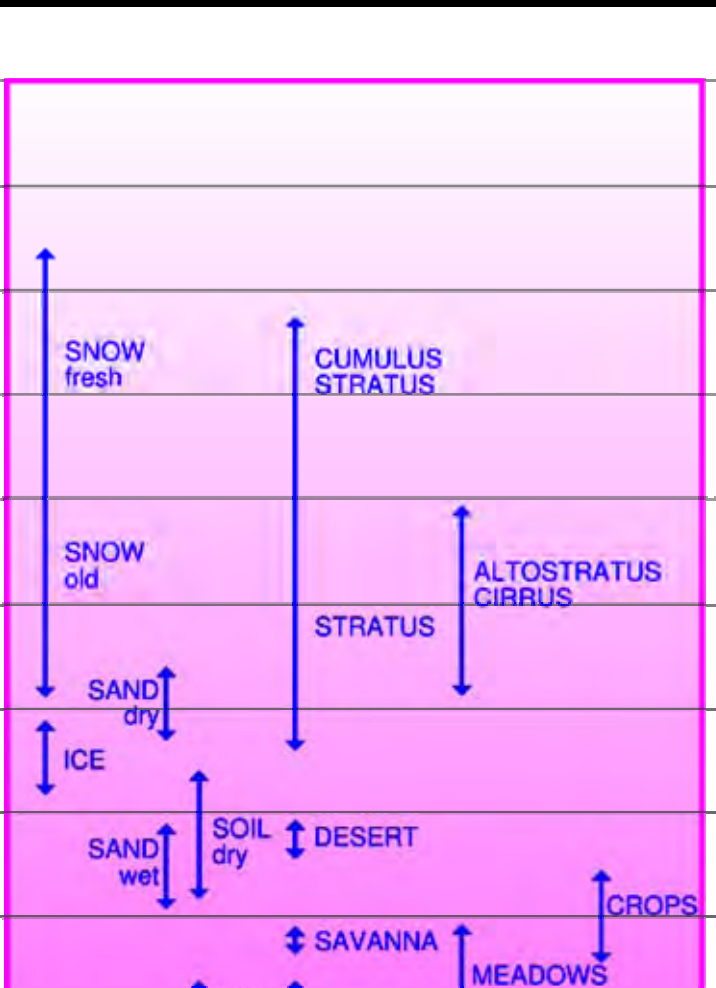 SNOW
fresh
CUMULUS
STRATUS
SNOW
old
ALTOSTRATUS
CIRRUS
STRATUS
SAND
dry
ICE
SOIL
dry
DESERT
SAND
wet
CROPS
SAVANNA
MEADOWS